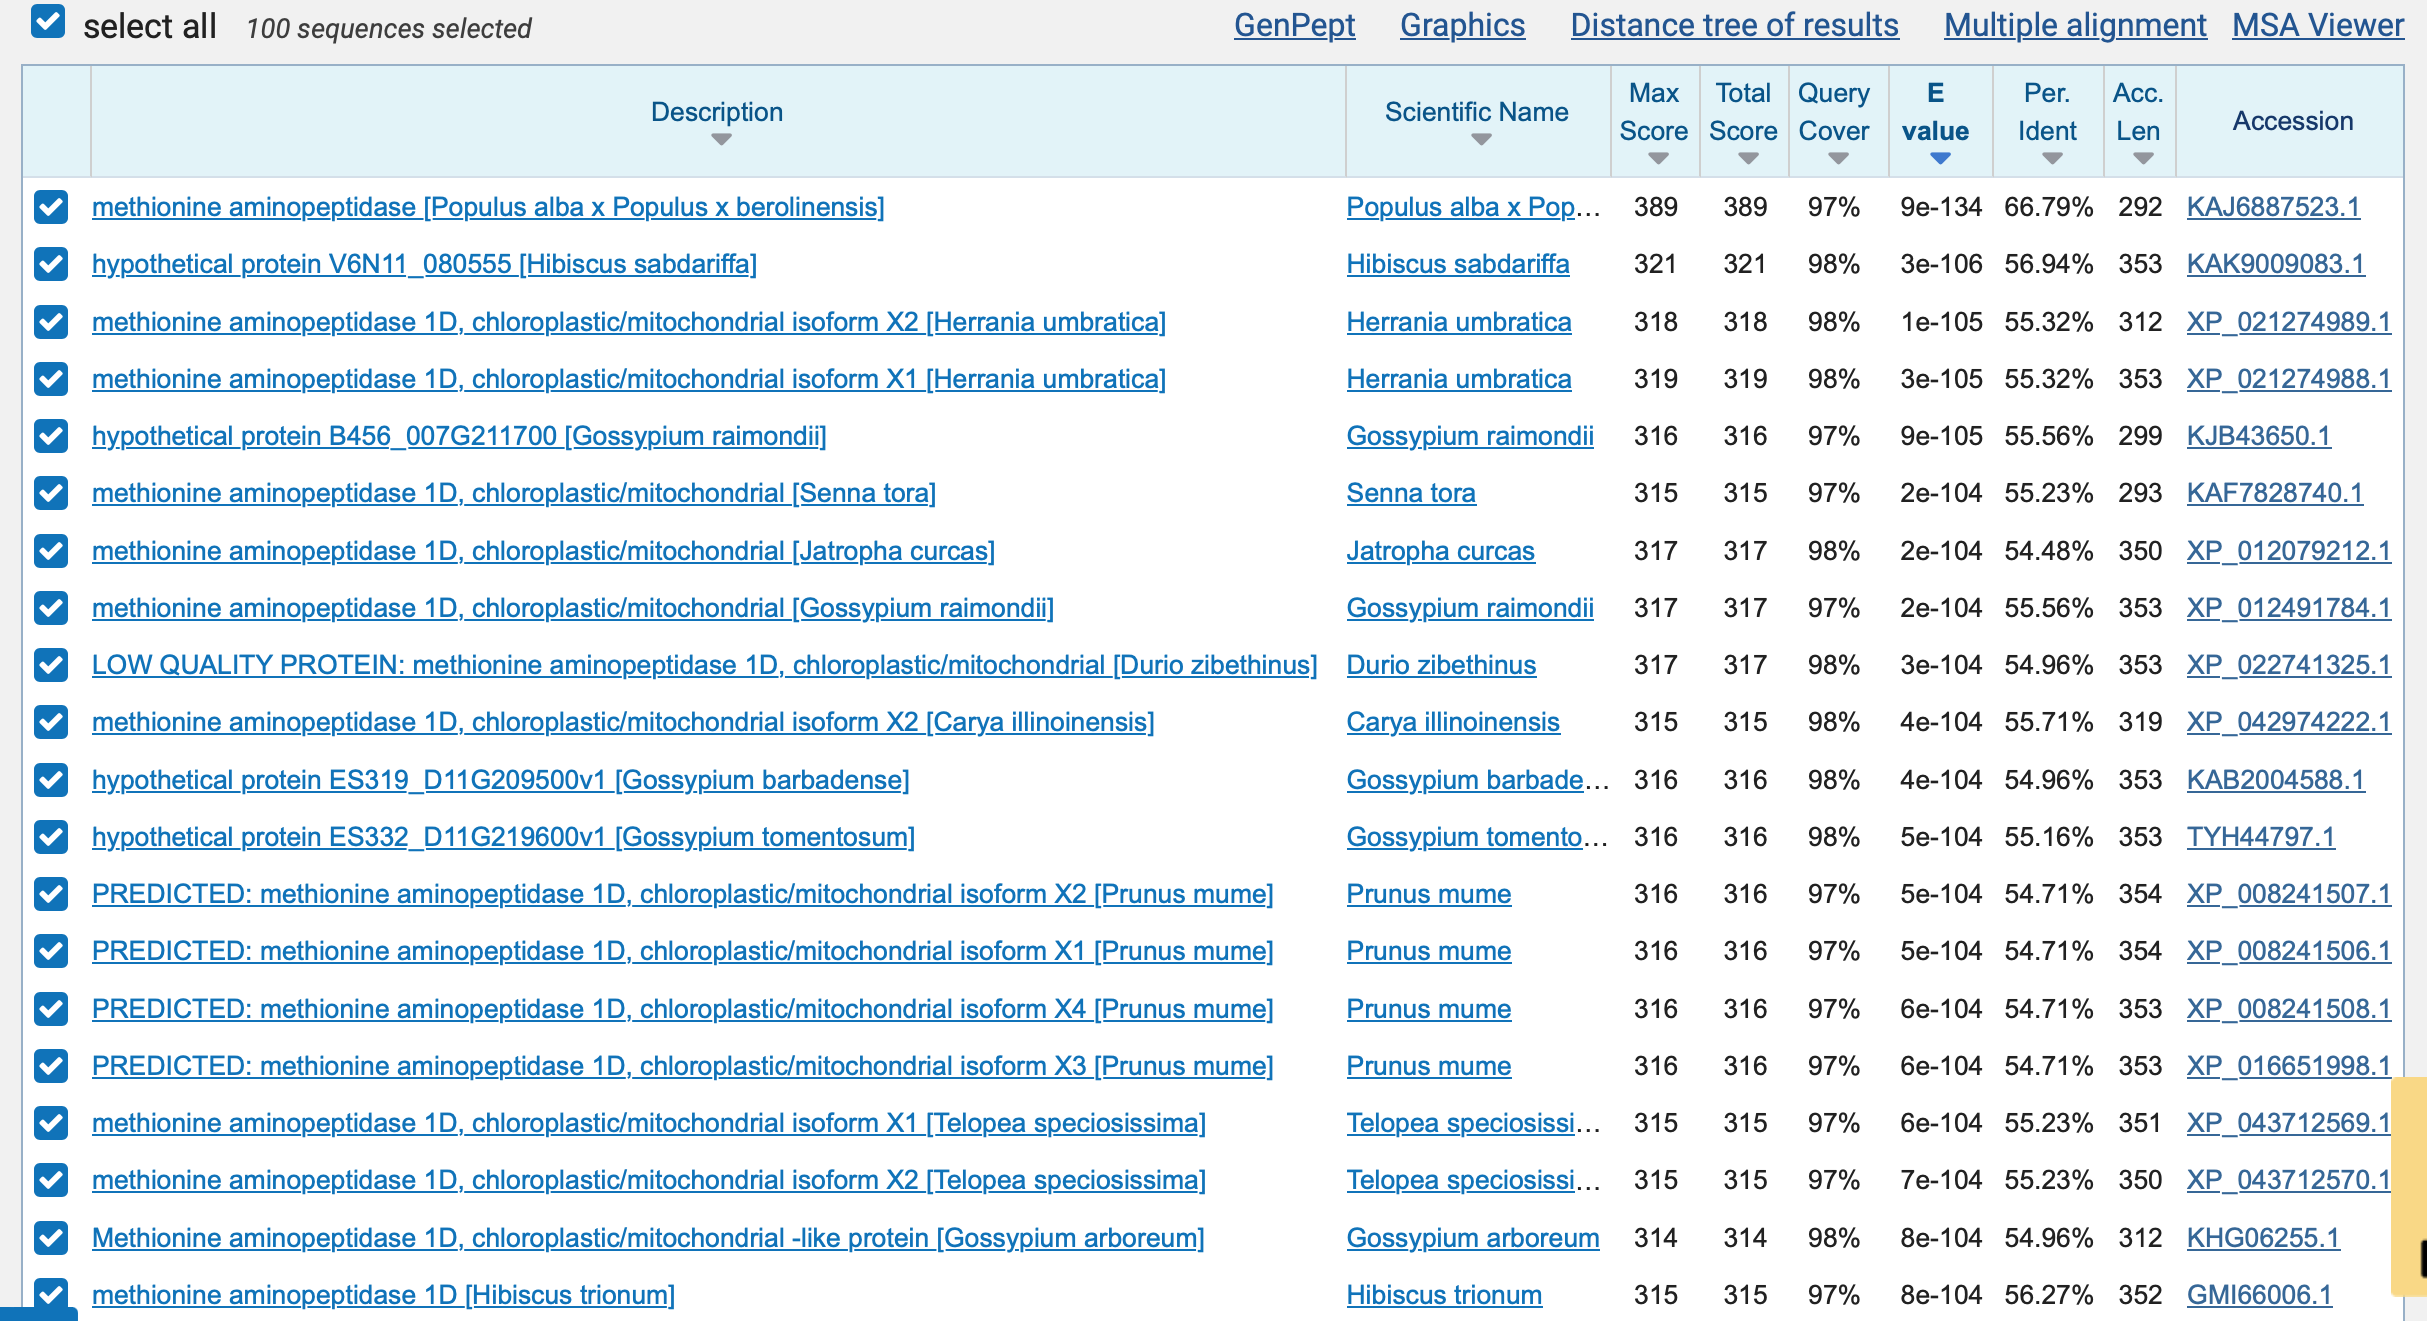 select all 100 sequences selected GenPept Graphics Distance tree of results Multiple alignment MSA Viewer
Description Scientific Name Max Score Total Score Query Cover E value Per. Ident Acc. Len Accession
methionine aminopeptidase [Populus alba x Populus x berolinensis] Populus alba x Pop... 389 389 97% 9e-134 66.79% 292 KAJ6887523.1
hypothetical protein V6N11_080555 [Hibiscus sabdariffa] Hibiscus sabdariffa 321 321 98% 3e-106 56.94% 353 KAK9009083.1
methionine aminopeptidase 1D, chloroplastic/mitochondrial isoform X2 [Herrania umbratica] Herrania umbratica 318 318 98% 1e-105 55.32% 312 XP_021274989.1
methionine aminopeptidase 1D, chloroplastic/mitochondrial isoform X1 [Herrania umbratica] Herrania umbratica 319 319 98% 3e-105 55.32% 353 XP_021274988.1
hypothetical protein B456_007G211700 [Gossypium raimondii] Gossypium raimondii 316 316 97% 9e-105 55.56% 299 KJB43650.1
methionine aminopeptidase 1D, chloroplastic/mitochondrial [Senna tora] Senna tora 315 315 97% 2e-104 55.23% 293 KAF7828740.1
methionine aminopeptidase 1D, chloroplastic/mitochondrial [Jatropha curcas] Jatropha curcas 317 317 98% 2e-104 54.48% 350 XP_012079212.1
methionine aminopeptidase 1D, chloroplastic/mitochondrial [Gossypium raimondii] Gossypium raimondii 317 317 97% 2e-104 55.56% 353 XP_012491784.1
LOW QUALITY PROTEIN: methionine aminopeptidase 1D, chloroplastic/mitochondrial [Durio zibethinus] Durio zibethinus 317 317 98% 3e-104 54.96% 353 XP_022741325.1
methionine aminopeptidase 1D, chloroplastic/mitochondrial isoform X2 [Carya illinoinensis] Carya illinoinensis 315 315 98% 4e-104 55.71% 319 XP_042974222.1
hypothetical protein ES319_D11G209500v1 [Gossypium barbadense] Gossypium barbade... 316 316 98% 4e-104 54.96% 353 KAB2004588.1
hypothetical protein ES332_D11G219600v1 [Gossypium tomentosum] Gossypium tomento... 316 316 98% 5e-104 55.16% 353 TYH44797.1
PREDICTED: methionine aminopeptidase 1D, chloroplastic/mitochondrial isoform X2 [Prunus mume] Prunus mume 316 316 97% 5e-104 54.71% 354 XP_008241507.1
PREDICTED: methionine aminopeptidase 1D, chloroplastic/mitochondrial isoform X1 [Prunus mume] Prunus mume 316 316 97% 5e-104 54.71% 354 XP_008241506.1
PREDICTED: methionine aminopeptidase 1D, chloroplastic/mitochondrial isoform X4 [Prunus mume] Prunus mume 316 316 97% 6e-104 54.71% 353 XP_008241508.1
PREDICTED: methionine aminopeptidase 1D, chloroplastic/mitochondrial isoform X3 [Prunus mume] Prunus mume 316 316 97% 6e-104 54.71% 353 XP_016651998.1
methionine aminopeptidase 1D, chloroplastic/mitochondrial isoform X1 [Telopea speciosissima] Telopea speciosissi... 315 315 97% 6e-104 55.23% 351 XP_043712569.1
methionine aminopeptidase 1D, chloroplastic/mitochondrial isoform X2 [Telopea speciosissima] Telopea speciosissi... 315 315 97% 7e-104 55.23% 350 XP_043712570.1
Methionine aminopeptidase 1D, chloroplastic/mitochondrial -like protein [Gossypium arboreum] Gossypium arboreum 314 314 98% 8e-104 54.96% 312 KHG06255.1
methionine aminopeptidase 1D [Hibiscus trionum] Hibiscus trionum 315 315 97% 8e-104 56.27% 352 GMI66006.1